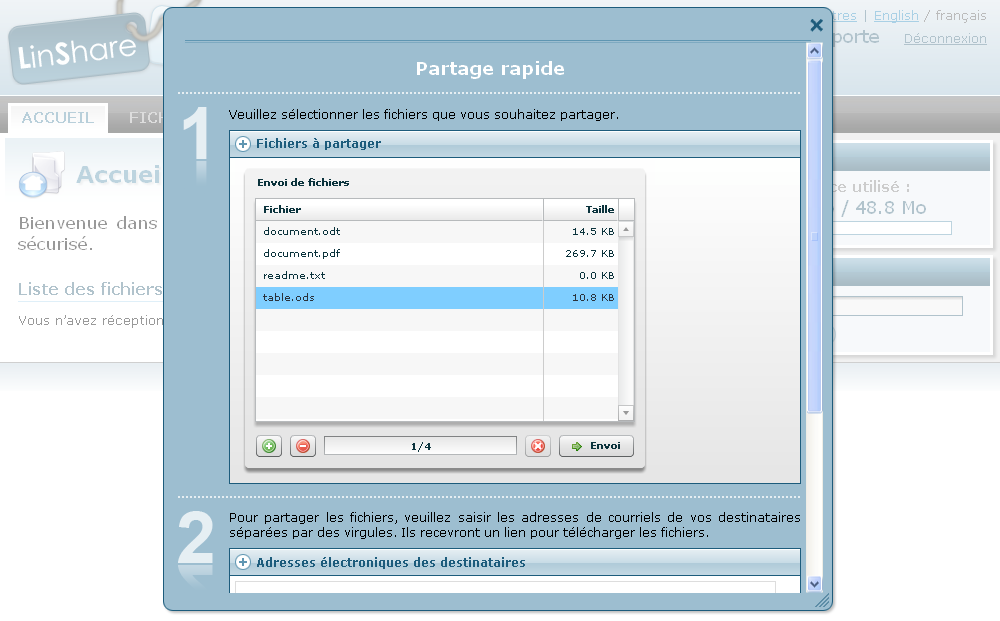 LinShare
English / français
Déconnexion
ACCUEIL
Accuei
Bienvenue dans
sécurisé.
Liste des fichiers
Vous n'avez réception
utilisé :
/ 48.8 Mo
Partage rapide
1
Veuillez sélectionner les fichiers que vous souhaitez partager.
Fichiers à partager
Envoi de fichiers
Fichier Taille
document.odt 14.5 KB
document.pdf 269.7 KB
readme.txt 0.0 KB
table.ods 10.8 KB
1/4 Envoi
2
Pour partager les fichiers, veuillez saisir les adresses de courriels de vos destinataires
séparées par des virgules. Ils recevront un lien pour télécharger les fichiers.
Adresses électroniques des destinataires